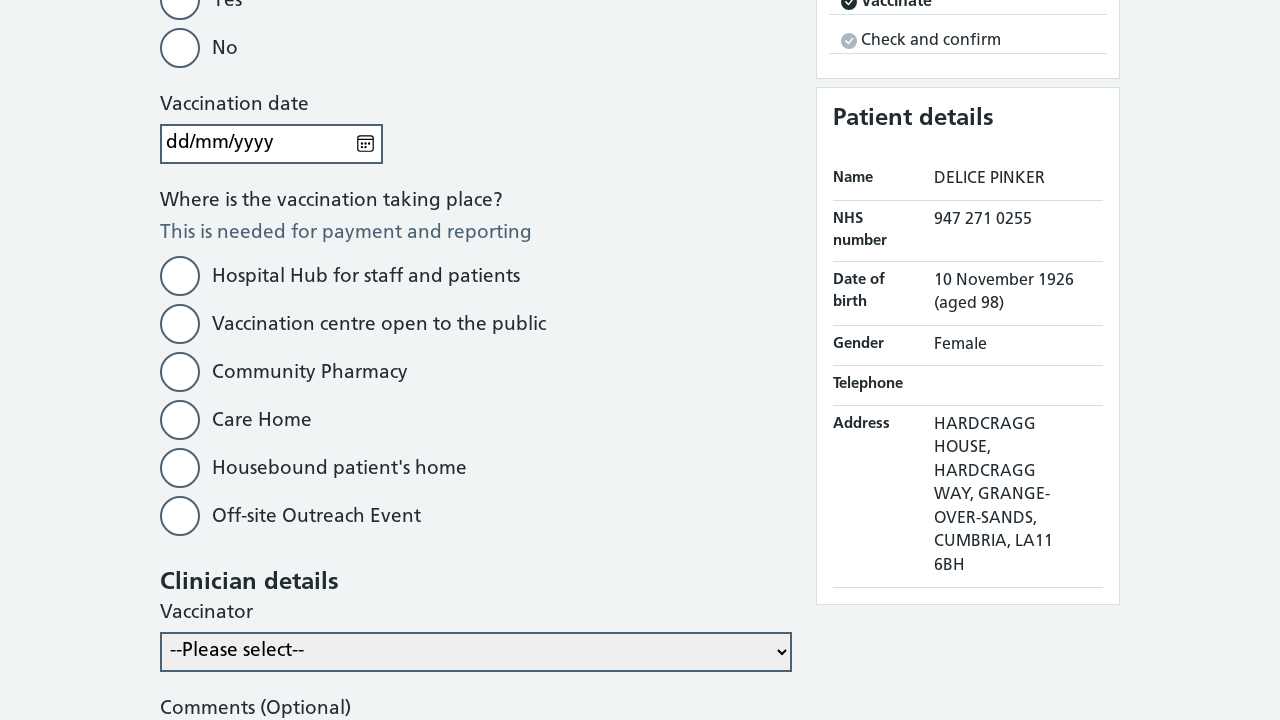 Yes
No
Vaccination date
dd/mm/yyyy
Where is the vaccination taking place?
This is needed for payment and reporting
Hospital Hub for staff and patients
Vaccination centre open to the public
Community Pharmacy
Care Home
Housebound patient's home
Off-site Outreach Event
Clinician details
Vaccinator
--Please select--
Comments (Optional)
Vaccinate
Check and confirm
Patient details
Name DELICE PINKER
NHS number 947 271 0255
Date of birth 10 November 1926
(aged 98)
Gender Female
Telephone
Address HARDCRAGG
HOUSE,
HARDCRAGG
WAY, GRANGE-
OVER-SANDS,
CUMBRIA, LA11
6BH